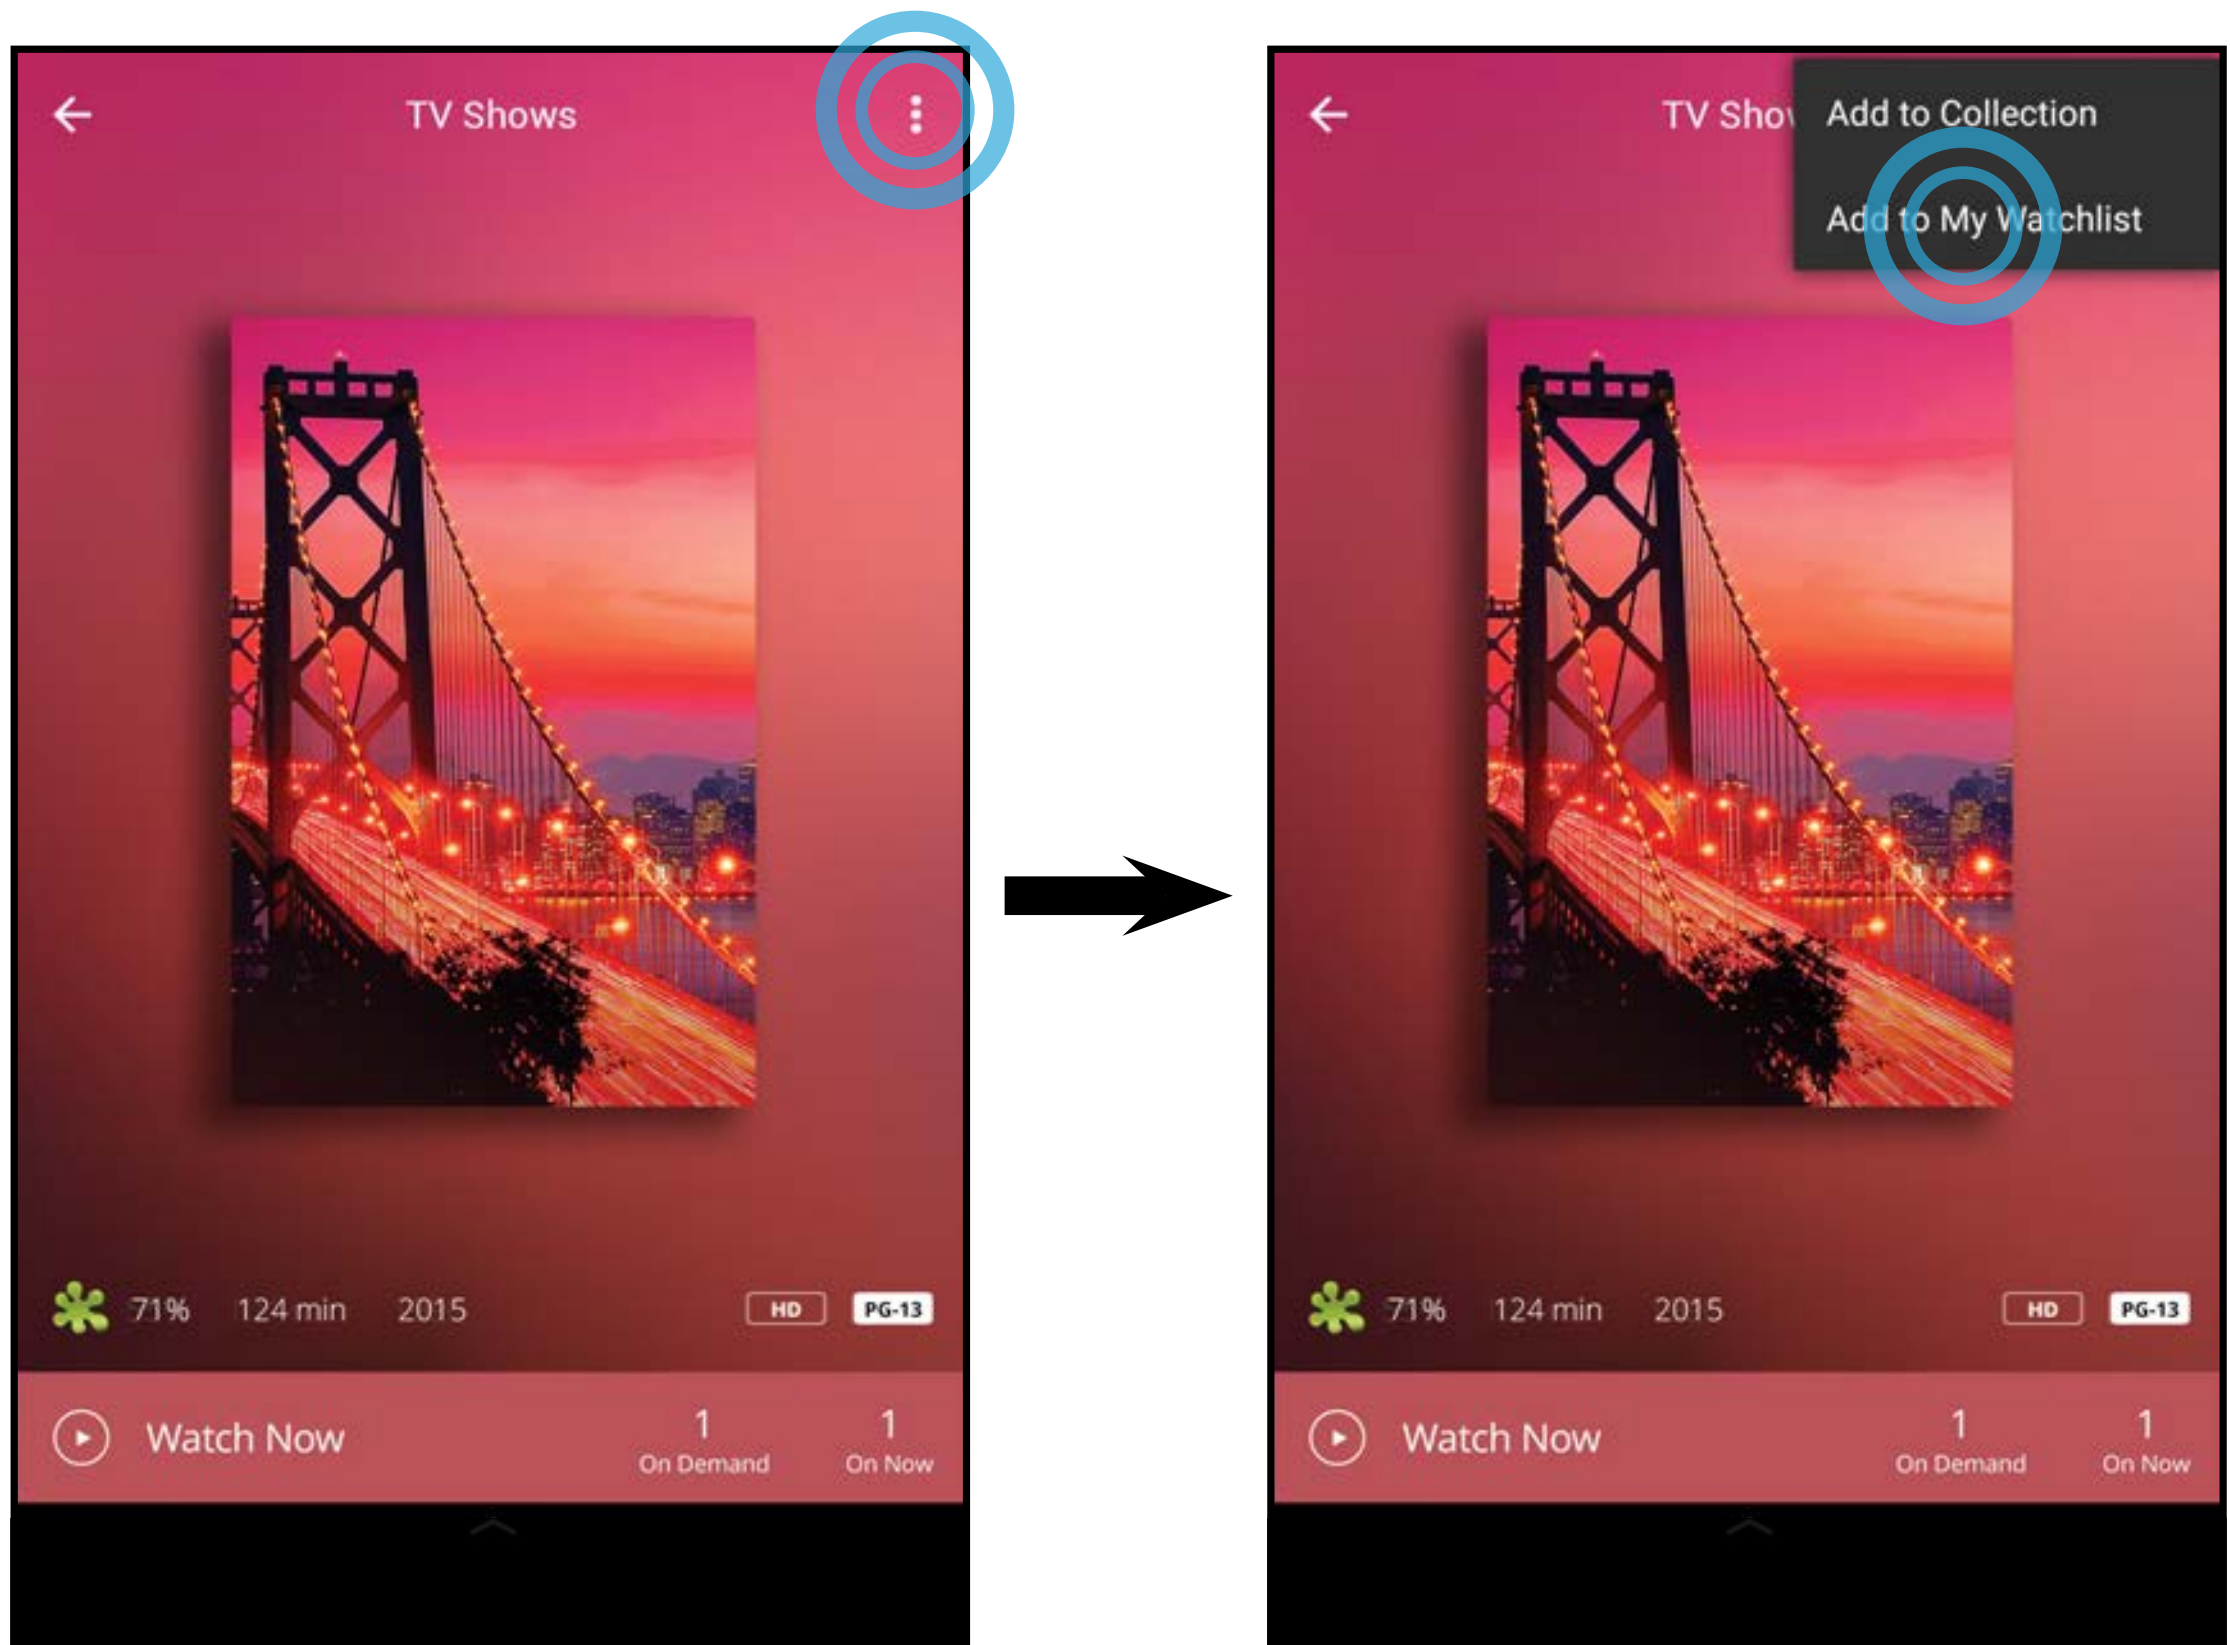 TV Shows
71% 124 min 2015 HD PG-13
Watch Now
1 On Demand
1 On Now
TV Show
Add to Collection
Add to My Watchlist
71% 124 min 2015 HD PG-13
Watch Now
1 On Demand
1 On Now